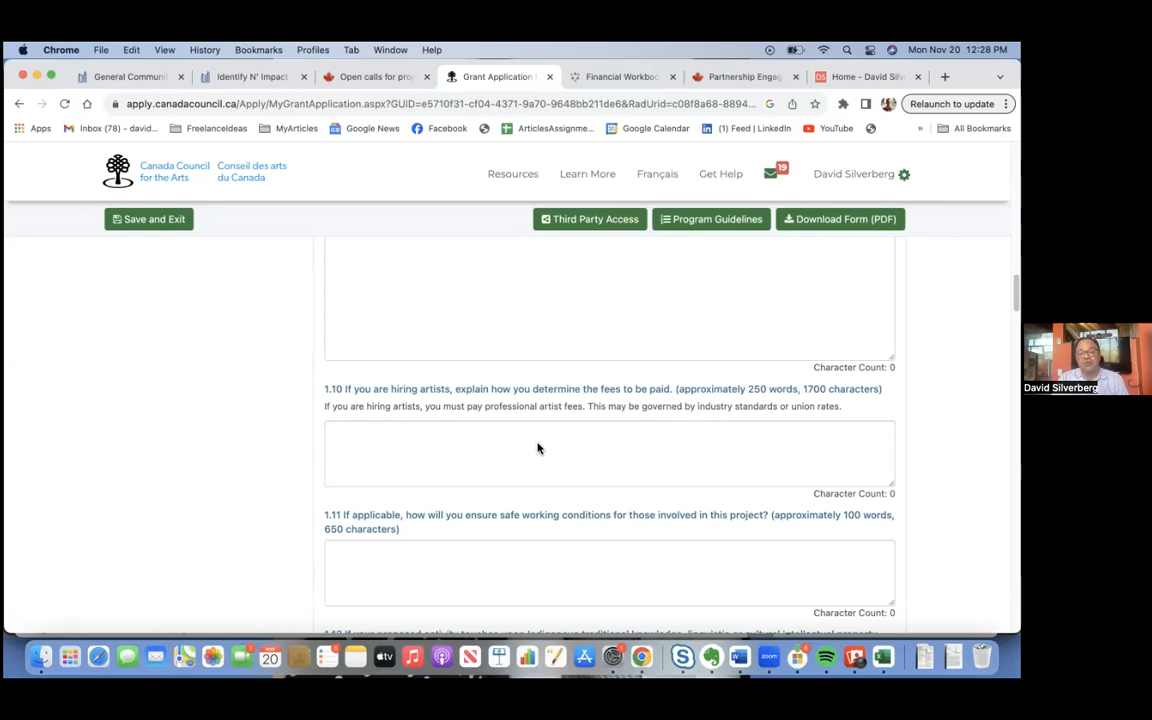 Chrome File Edit View History Bookmarks Profiles Tab Window Help Mon Nov 20 12:28 PM
General Commun Identify N' Impact Open calls for pro Grant Application Financial Workboo Partnership Engag Home - David Silve
apply.canadacouncil.ca/Apply/MyGrantApplication.aspx?GUID=e5710f31-cf04-4371-9a70-9648bb211de6&RadUrid=c08f8a68-8894... Relaunch to update
Apps Inbox (78) - david... FreelanceIdeas MyArticles Google News Facebook ArticlesAssignme... Google Calendar (1) Feed | LinkedIn YouTube » All Bookmarks
Canada Council for the Arts
Conseil des arts du Canada
Resources Learn More Français Get Help 19 David Silverberg
Save and Exit Third Party Access Program Guidelines Download Form (PDF)
Character Count: 0
1.10 If you are hiring artists, explain how you determine the fees to be paid. (approximately 250 words, 1700 characters)
If you are hiring artists, you must pay professional artist fees. This may be governed by industry standards or union rates.
Character Count: 0
1.11 If applicable, how will you ensure safe working conditions for those involved in this project? (approximately 100 words,
650 characters)
Character Count: 0
David Silverberg